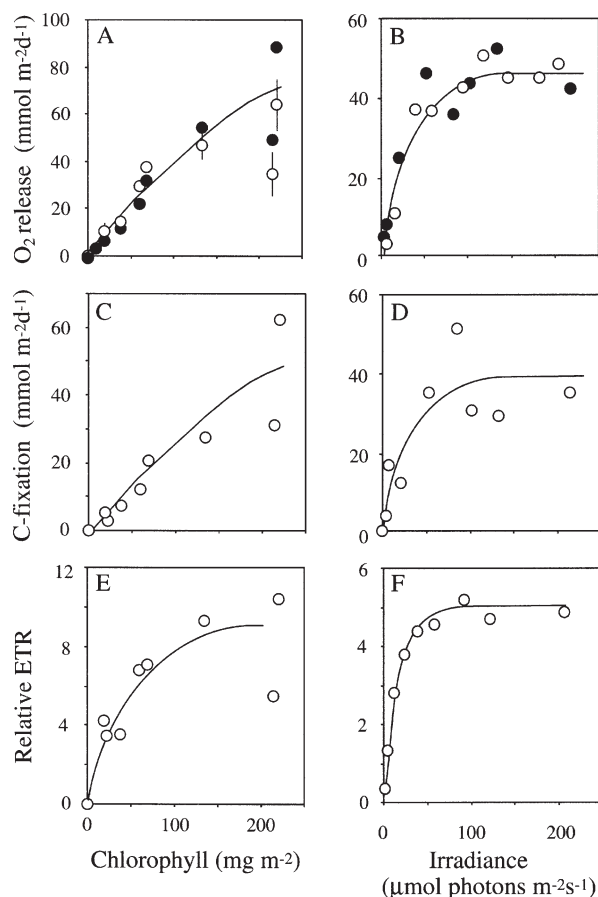 A
O2 release (mmol m-2d-1)
100
80
60
40
20
0
B
60
40
20
0
C
C-fixation (mmol m-2d-1)
60
40
20
0
D
60
40
20
0
E
Relative ETR
12
8
4
0
0
100
200
Chlorophyll (mg m-2)
F
6
4
2
0
0
100
200
Irradiance
(μmol photons m-2s-1)